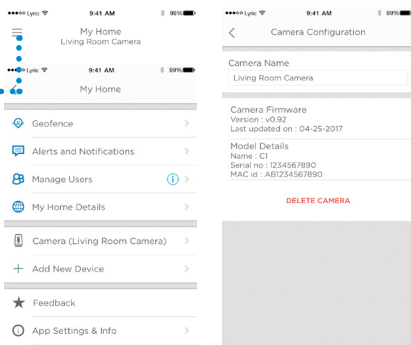 Lyric 9:41 AM 99%
My Home
Living Room Camera
Lyric 9:41 AM 99%
My Home
Geofence
Alerts and Notifications
Manage Users
My Home Details
Camera (Living Room Camera)
Add New Device
Feedback
App Settings & Info
Lyric 9:41 AM 99%
Camera Configuration
Camera Name
Living Room Camera
Camera Firmware
Version : v0.92
Last updated on : 04-25-2017
Model Details
Name : C1
Serial no : 1234567890
MAC id : AB1234567890
DELETE CAMERA